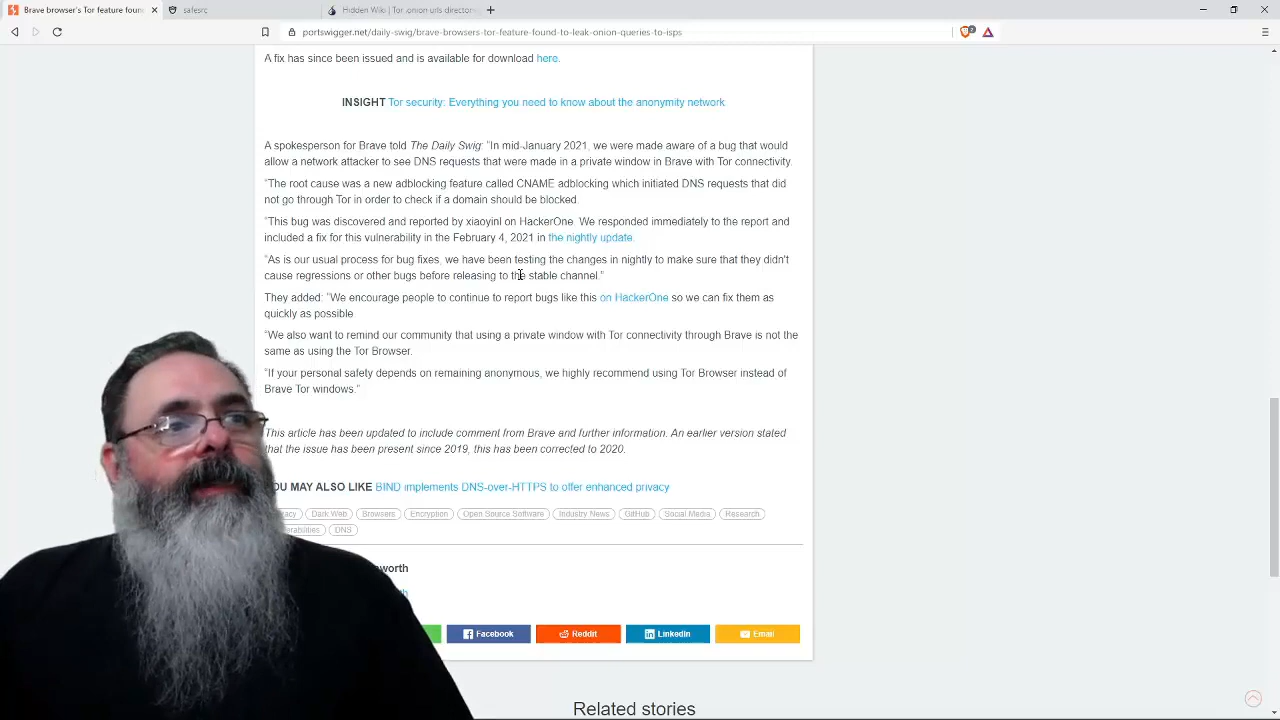 Brave browser's Tor feature foun
safesrc
Hidden Wiki | Tor .onion urls directori
portswigger.net/daily-swig/brave-browsers-tor-feature-found-to-leak-onion-queries-to-isps
A fix has since been issued and is available for download here.
INSIGHT Tor security: Everything you need to know about the anonymity network
A spokesperson for Brave told The Daily Swig: "In mid-January 2021, we were made aware of a bug that would
allow a network attacker to see DNS requests that were made in a private window in Brave with Tor connectivity.
"The root cause was a new adblocking feature called CNAME adblocking which initiated DNS requests that did
not go through Tor in order to check if a domain should be blocked.
"This bug was discovered and reported by xiaoyinl on HackerOne. We responded immediately to the report and
included a fix for this vulnerability in the February 4, 2021 in the nightly update.
"As is our usual process for bug fixes, we have been testing the changes in nightly to make sure that they didn't
cause regressions or other bugs before releasing to the stable channel."
They added: "We encourage people to continue to report bugs like this on HackerOne so we can fix them as
quickly as possible
"We also want to remind our community that using a private window with Tor connectivity through Brave is not the
same as using the Tor Browser.
"If your personal safety depends on remaining anonymous, we highly recommend using Tor Browser instead of
Brave Tor windows."
This article has been updated to include comment from Brave and further information. An earlier version stated
that the issue has been present since 2019, this has been corrected to 2020.
OU MAY ALSO LIKE BIND implements DNS-over-HTTPS to offer enhanced privacy
acy Dark Web Browsers Encryption Open Source Software Industry News GitHub Social Media Research
erabilities DNS
worth
Facebook Reddit LinkedIn Email
Related stories